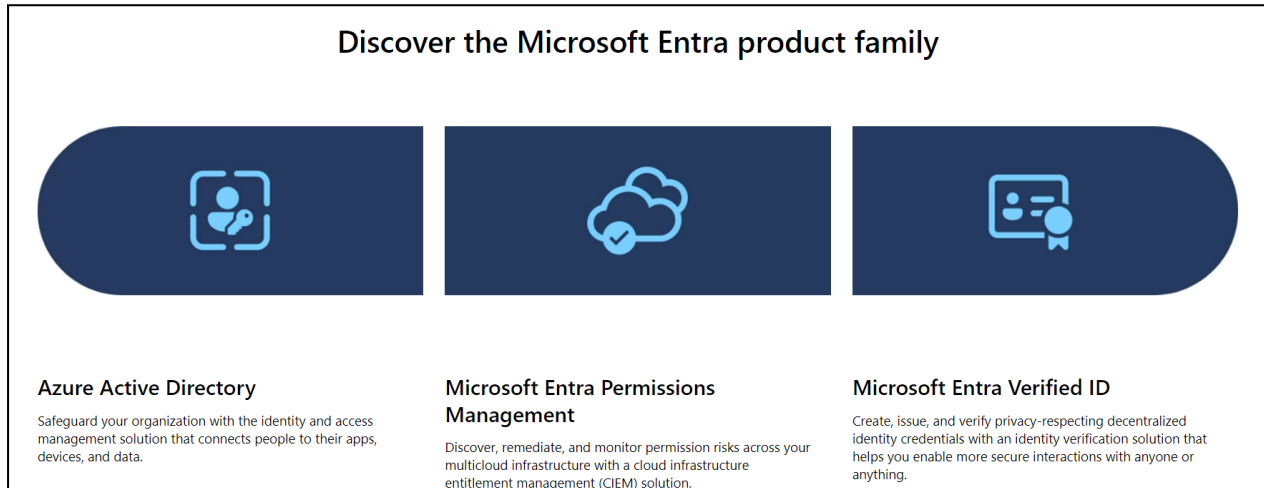 Discover the Microsoft Entra product family
Azure Active Directory
Safeguard your organization with the identity and access
management solution that connects people to their apps,
devices, and data.
Microsoft Entra Permissions
Management
Discover, remediate, and monitor permission risks across your
multicloud infrastructure with a cloud infrastructure
entitlement management (CIEM) solution.
Microsoft Entra Verified ID
Create, issue, and verify privacy-respecting decentralized
identity credentials with an identity verification solution that
helps you enable more secure interactions with anyone or
anything.